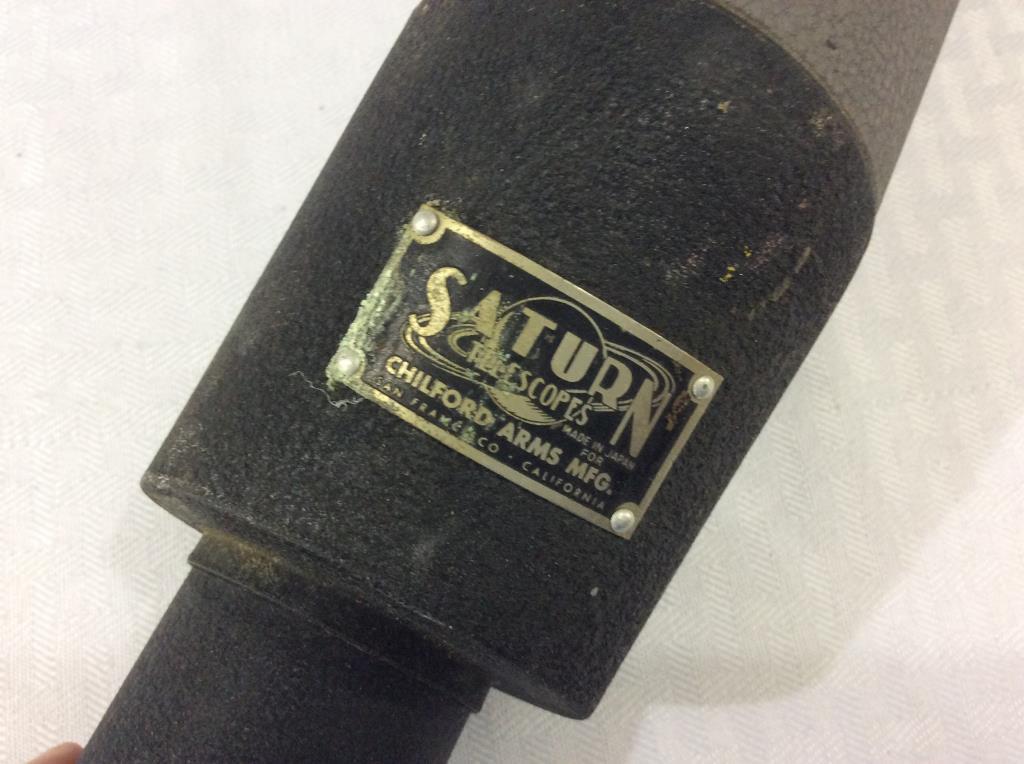 SATURN
TELESCOPES
MADE IN JAPAN
FOR
CHILFORD ARMS MFG.
SAN FRANCISCO · CALIFORNIA